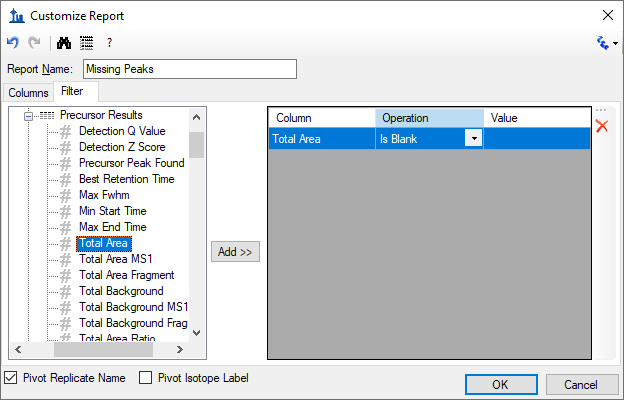 Customize Report
?
Report Name: Missing Peaks
Columns Filter
Precursor Results
Detection Q Value
Detection Z Score
Precursor Peak Found
Best Retention Time
Max Fwhm
Min Start Time
Max End Time
Total Area
Total Area MS1
Total Area Fragment
Total Background
Total Background MS1
Total Background Frag
Total Area Ratio
Add >>
Column Operation Value
Total Area Is Blank
Pivot Replicate Name Pivot Isotope Label
OK Cancel